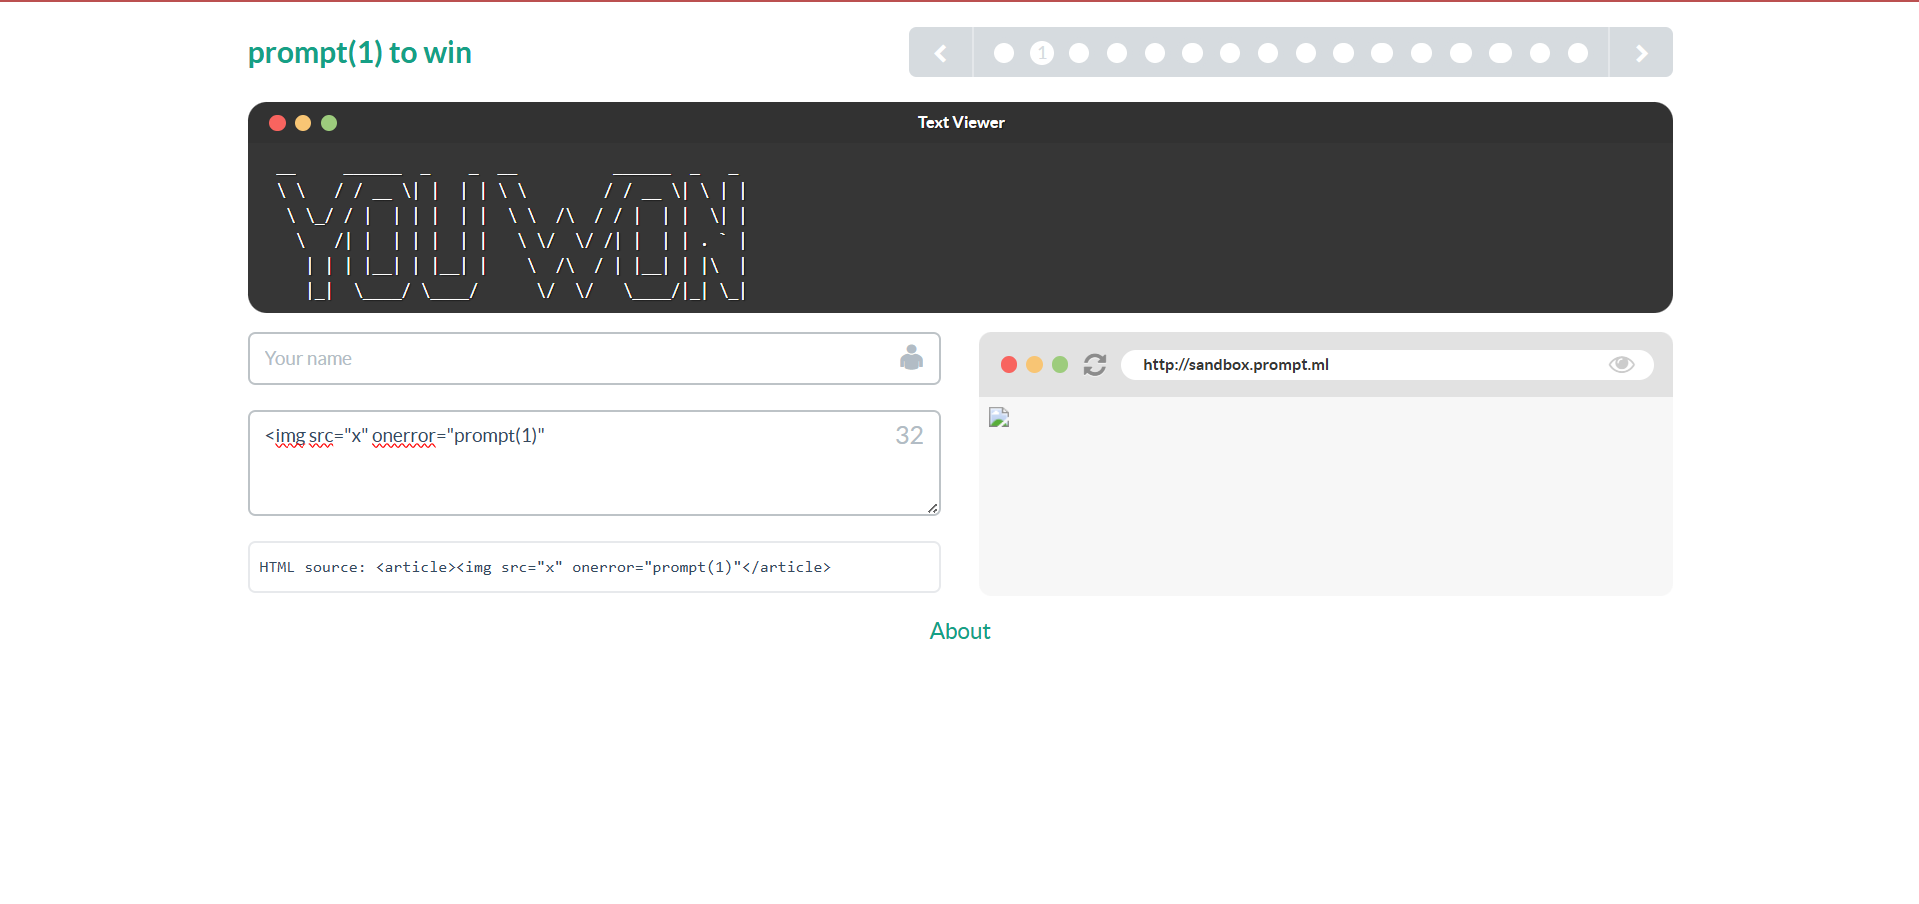 prompt(1) to win
1
Text Viewer
YOU WON
Your name
<img src="x" onerror="prompt(1)"
32
http://sandbox.prompt.ml
HTML source: <article><img src="x" onerror="prompt(1)"</article>
About